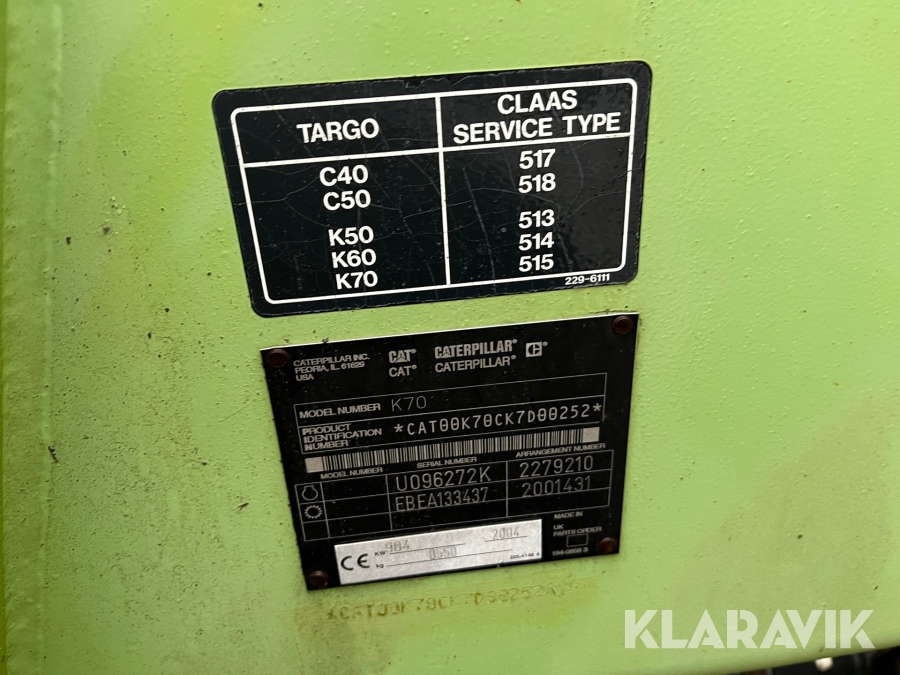 TARGO
CLAAS
SERVICE TYPE
C40 517
C50 518
K50 513
K60 514
K70 515
229-6111
CATERPILLAR INC.
PEORIA, IL. 61629
USA
CAT® CATERPILLAR®
CAT® CATERPILLAR®
MODEL NUMBER K70
PRODUCT
IDENTIFICATION
NUMBER
*CAT00K70CK7D00252*
MODEL NUMBER SERIAL NUMBER ARRANGEMENT NUMBER
U096272K 2279210
EBEA133437 2001431
MADE IN
UK
PARTS ORDER
CE
KW 2004
kg
KLARAVIK